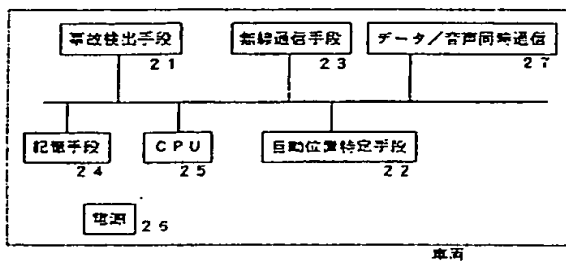 事故検出手段
21
無線通信手段
23
データ/音声同時通信
27
記憶手段
24
CPU
25
自動位置特定手段
22
電源
26
車両